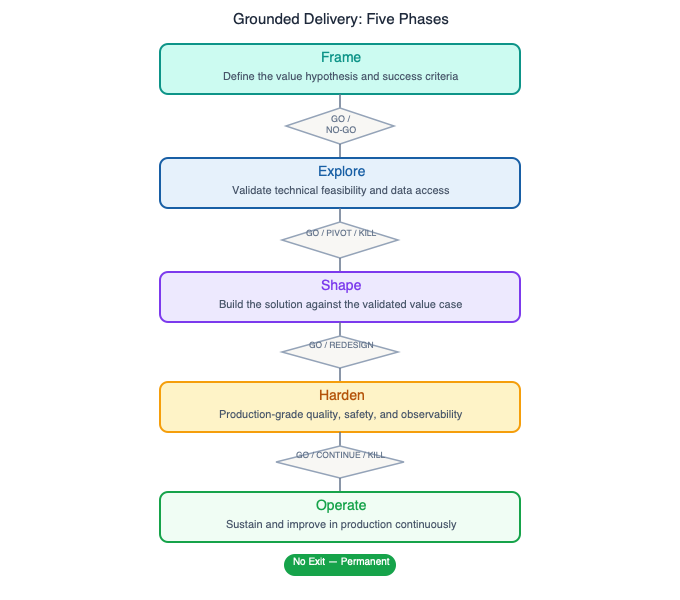 Grounded Delivery: Five Phases
Frame
Define the value hypothesis and success criteria
GO /
NO-GO
Explore
Validate technical feasibility and data access
GO / PIVOT / KILL
Shape
Build the solution against the validated value case
GO / REDESIGN
Harden
Production-grade quality, safety, and observability
GO / CONTINUE / KILL
Operate
Sustain and improve in production continuously
No Exit — Permanent